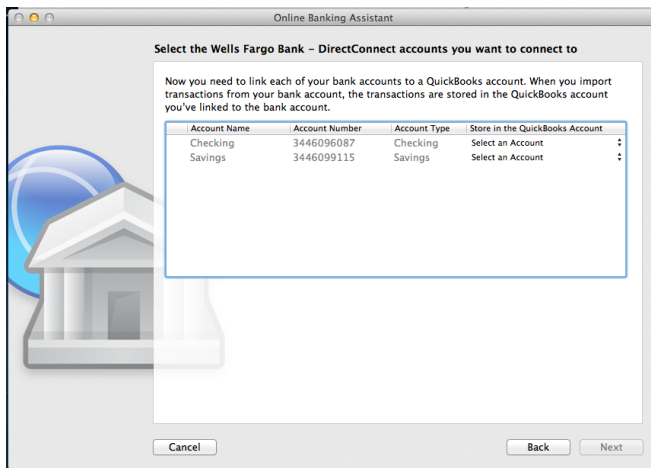 Online Banking Assistant
Select the Wells Fargo Bank – DirectConnect accounts you want to connect to
Now you need to link each of your bank accounts to a QuickBooks account. When you import
transactions from your bank account, the transactions are stored in the QuickBooks account
you've linked to the bank account.
Account Name Account Number Account Type Store in the QuickBooks Account
Checking 3446096087 Checking Select an Account
Savings 3446099115 Savings Select an Account
Cancel Back Next